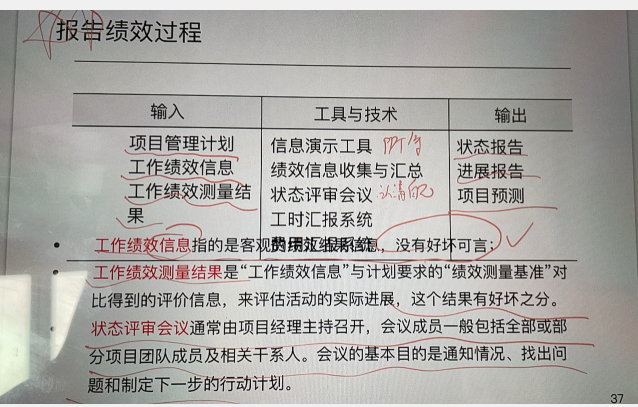 报告绩效过程
输入 工具与技术 输出
项目管理计划 信息演示工具 PPT等 状态报告
工作绩效信息 绩效信息收集与汇总 进展报告
工作绩效测量结 状态评审会议 认清自己 项目预测
果 工时汇报系统
费用汇报系统
• 工作绩效信息指的是客观的绩效结果信息，没有好坏可言；
• 工作绩效测量结果是“工作绩效信息”与计划要求的“绩效测量基准”对
比得到的评价信息，来评估活动的实际进展，这个结果有好坏之分。
状态评审会议通常由项目经理主持召开，会议成员一般包括全部或部
分项目团队成员及相关干系人。会议的基本目的是通知情况、找出问
题和制定下一步的行动计划。
37